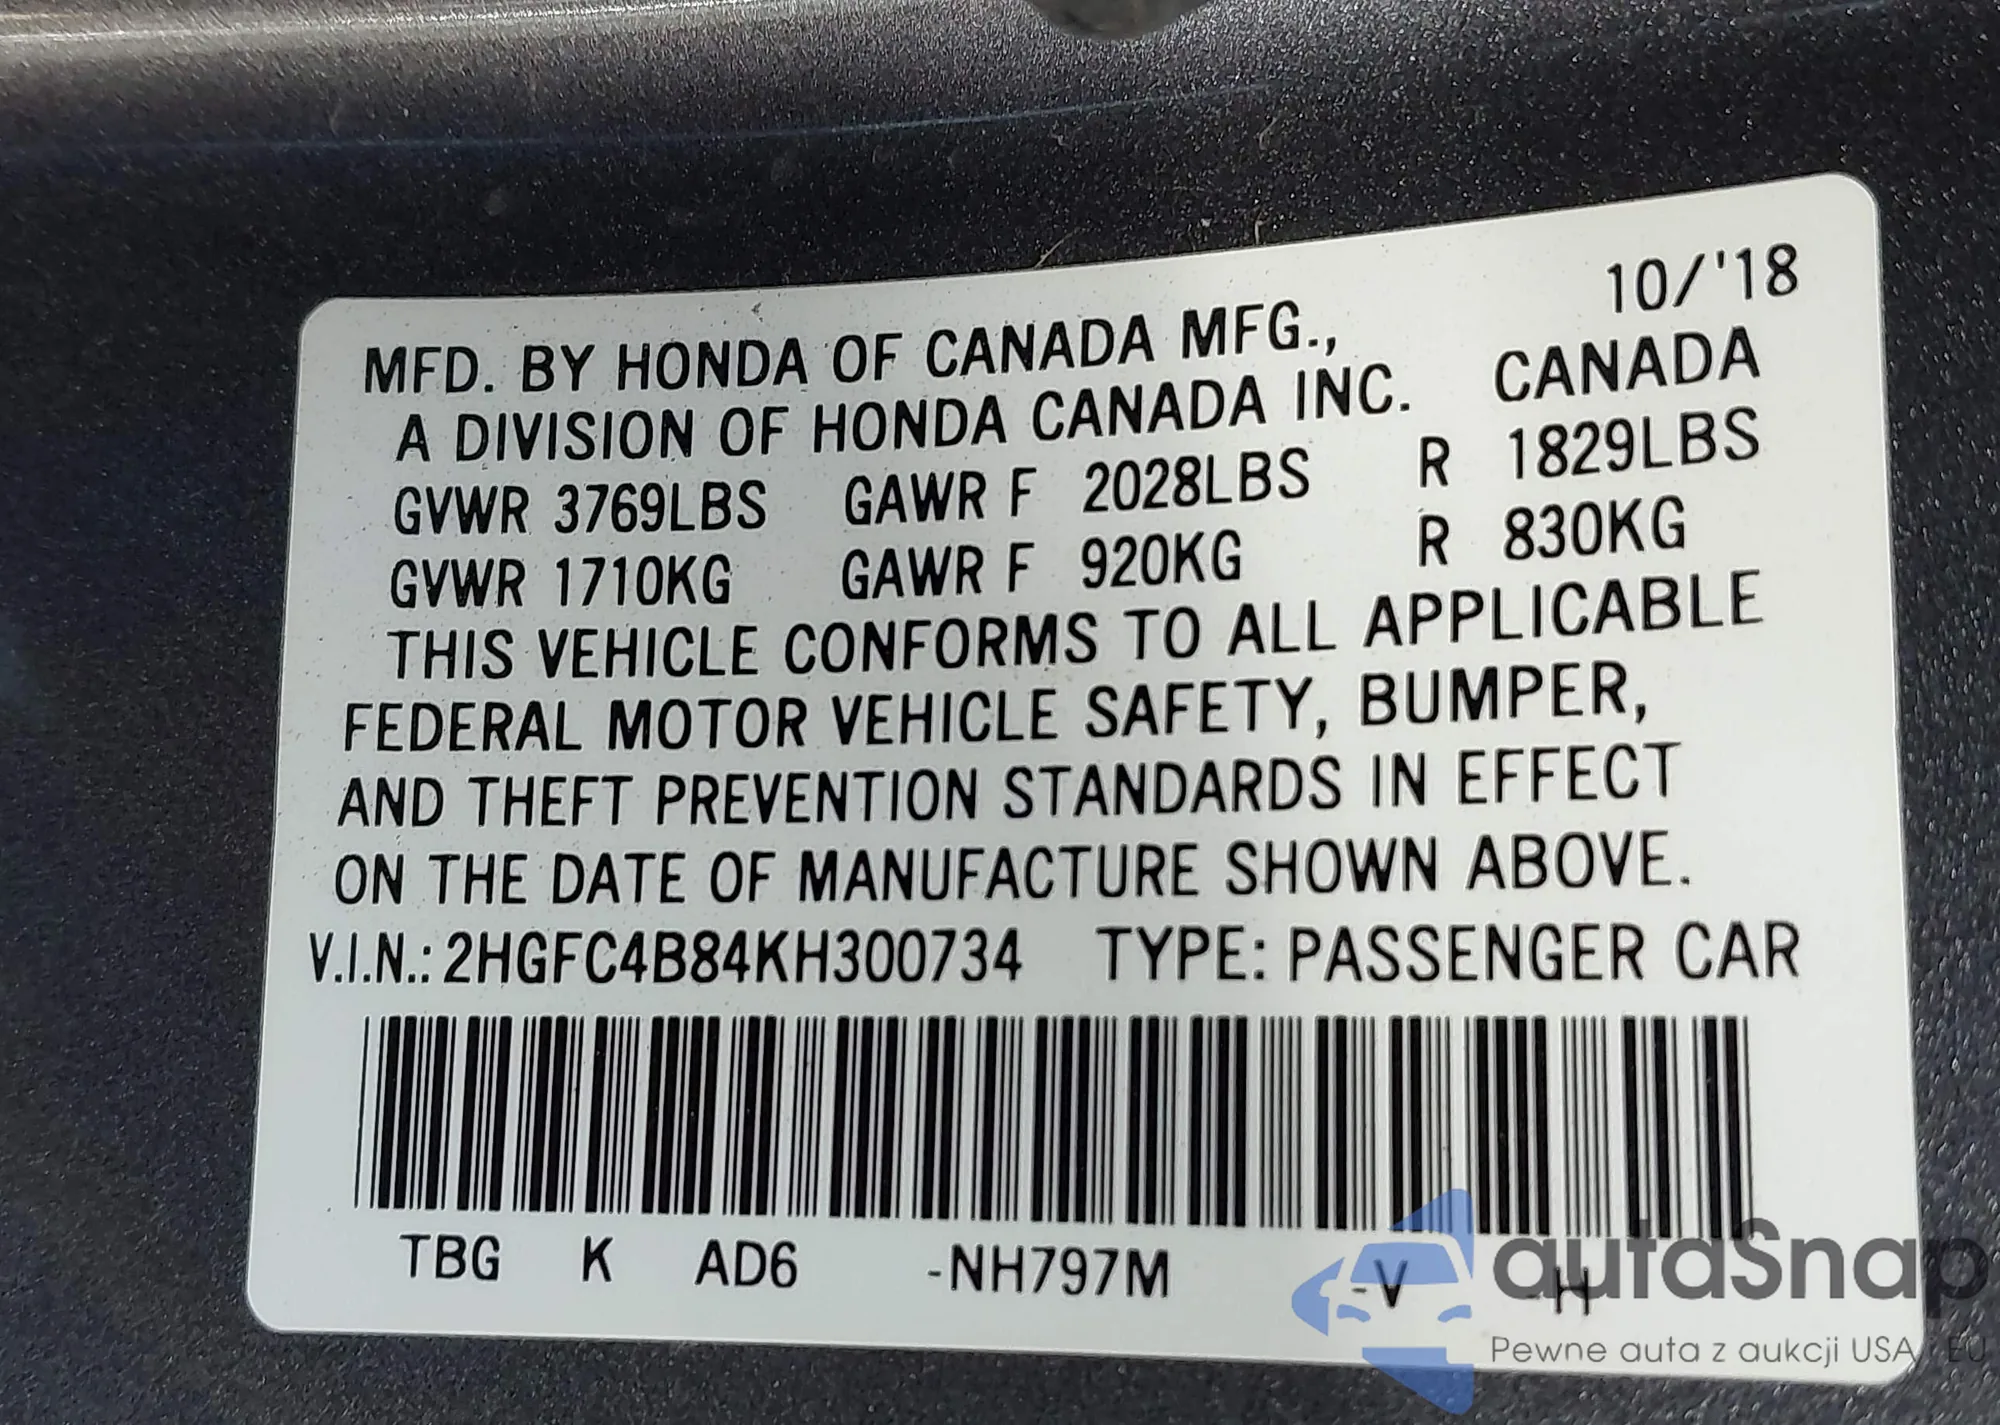 10/'18
MFD. BY HONDA OF CANADA MFG.,
A DIVISION OF HONDA CANADA INC. CANADA
GVWR 3769LBS GAWR F 2028LBS R 1829LBS
GVWR 1710KG GAWR F 920KG R 830KG
THIS VEHICLE CONFORMS TO ALL APPLICABLE
FEDERAL MOTOR VEHICLE SAFETY, BUMPER,
AND THEFT PREVENTION STANDARDS IN EFFECT
ON THE DATE OF MANUFACTURE SHOWN ABOVE.
V.I.N.: 2HGFC4B84KH300734 TYPE: PASSENGER CAR
TBG K AD6 -NH797M -V -H
autaSnap
Pewne auta z aukcji USA / EU